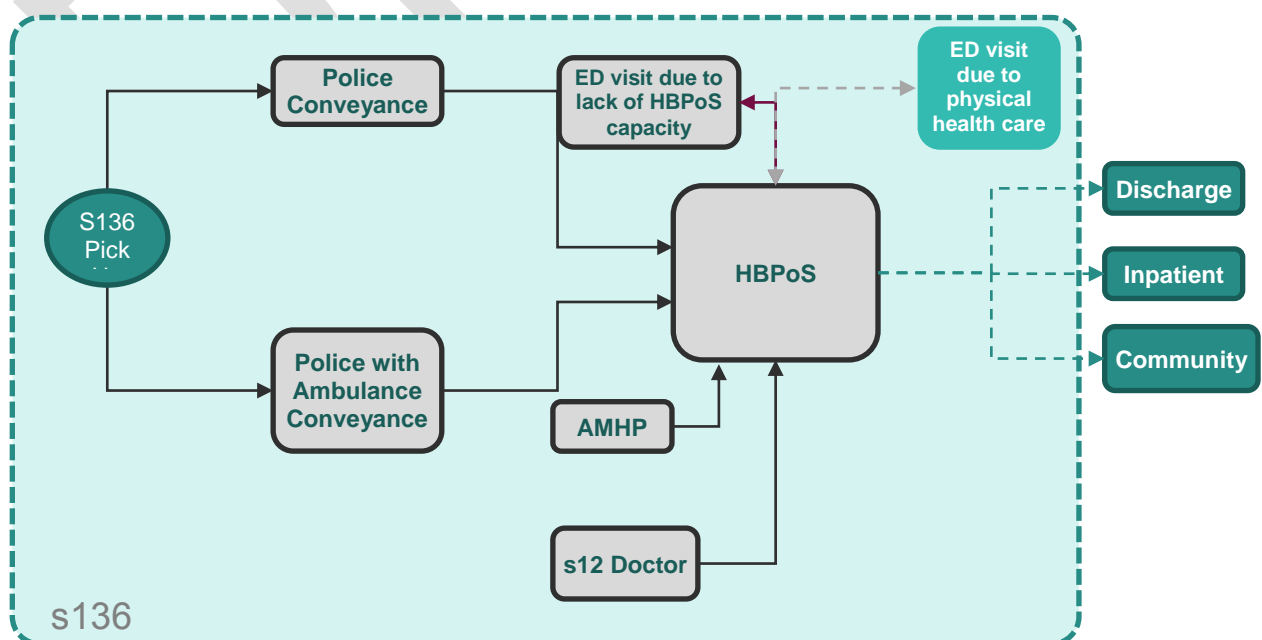 Police
Conveyance
ED visit due to
lack of HBPoS
capacity
ED visit
due to
physical
health care
S136
Pick
Discharge
HBPoS
Inpatient
Police with
Ambulance
Conveyance
Community
AMHP
s12 Doctor
s136